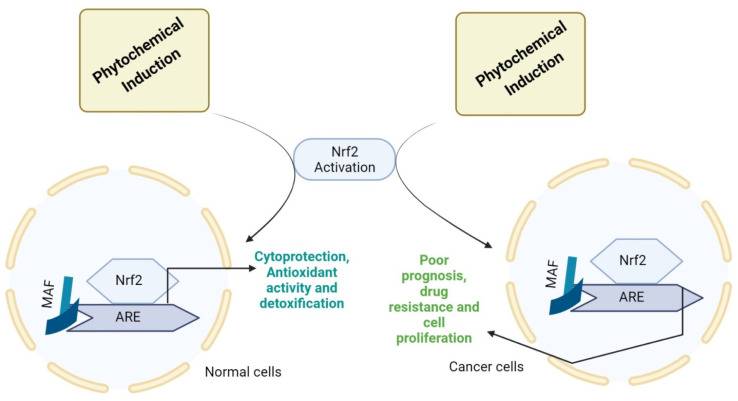 Phytochemical
Induction
Phytochemical
Induction
Nrf2
Activation
Cytoprotection,
Antioxidant
activity and
detoxification
Poor
prognosis,
drug
resistance and
cell
proliferation
MAF
Nrf2
ARE
Normal cells
MAF
Nrf2
ARE
Cancer cells